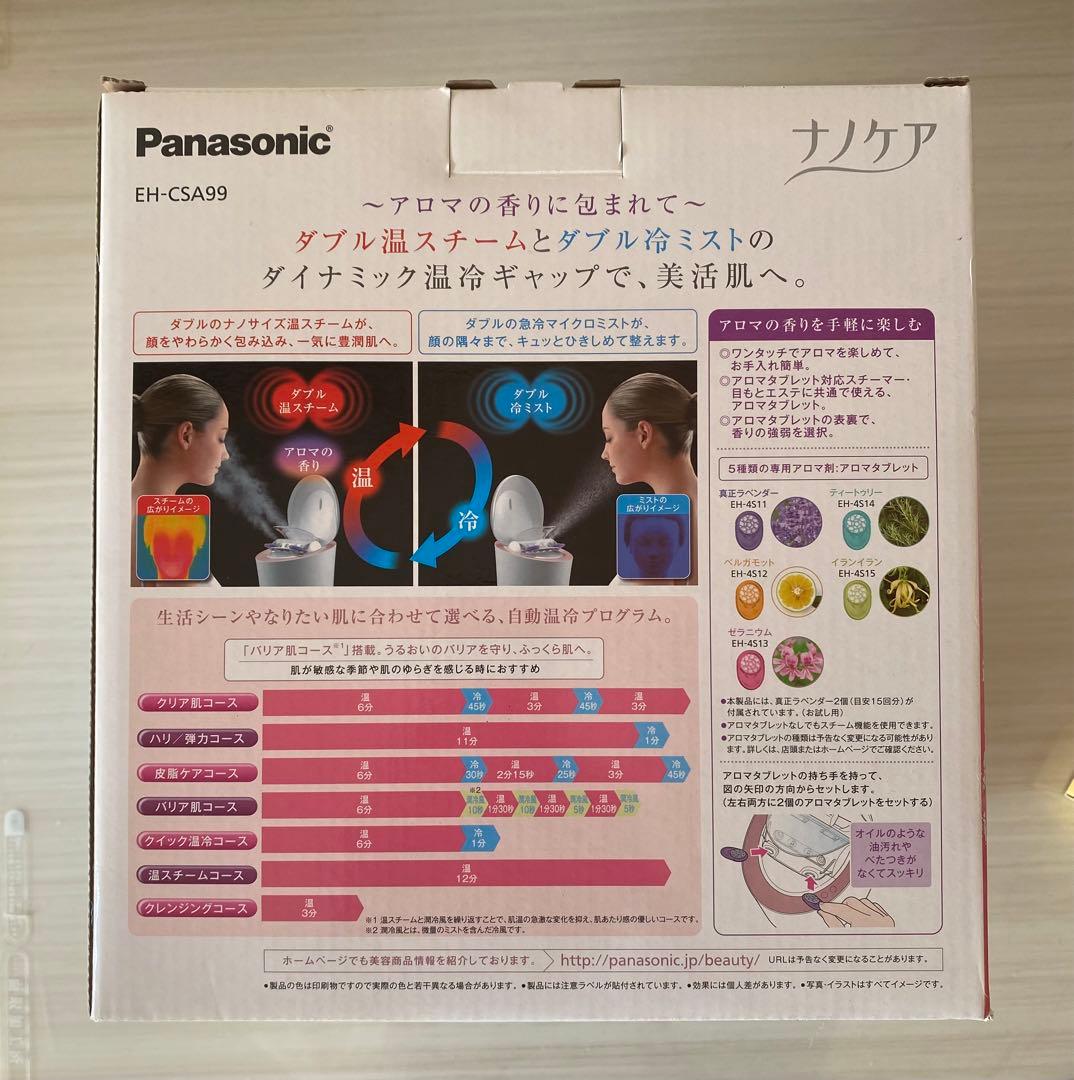 Panasonic®
ナノケア
EH-CSA99
～アロマの香りに包まれて～
ダブル温スチームとダブル冷ミストの
ダイナミック温冷ギャップで、美活肌へ。
ダブルのナノサイズ温スチームが、
顔をやわらかく包み込み、一気に豊潤肌へ。
ダブルの急冷マイクロミストが、
顔の隅々まで、キュッとひきしめて整えます。
ダブル
温スチーム
アロマの
香り
温
スチームの
広がりイメージ
ダブル
冷ミスト
冷
ミストの
広がりイメージ
アロマの香りを手軽に楽しむ
◎ワンタッチでアロマを楽しめて、
お手入れ簡単。
◎アロマタブレット対応スチーマー・
目もとエステに共通で使える、
アロマタブレット。
◎アロマタブレットの表裏で、
香りの強弱を選択。
5種類の専用アロマ剤:アロマタブレット
真正ラベンダー
EH-4S11
ティートゥリー
EH-4S14
ベルガモット
EH-4S12
イランイラン
EH-4S15
ゼラニウム
EH-4S13
●本製品には、真正ラベンダー2個(目安15回分)が
付属されています。(お試し用)
●アロマタブレットなしでもスチーム機能を使用できます。
●アロマタブレットの種類は予告なく変更になる可能性があり
ます。詳しくは、店頭またはホームページでご確認ください。
アロマタブレットの持ち手を持って、
図の矢印の方向からセットします。
(左右両方に2個のアロマタブレットをセットする)
オイルのような
油汚れや
べたつきが
なくてスッキリ
生活シーンやなりたい肌に合わせて選べる、自動温冷プログラム。
「バリア肌コース※1」搭載。うるおいのバリアを守り、ふっくら肌へ。
肌が敏感な季節や肌のゆらぎを感じる時におすすめ
クリア肌コース 温6分 冷45秒 温3分 冷45秒 温3分
ハリ／弾力コース 温11分 冷1分
皮脂ケアコース 温6分 冷30秒 温2分15秒 冷25秒 温3分 冷45秒
※2
バリア肌コース 温6分 潤冷風10秒 温1分30秒 潤冷風10秒 温1分30秒 潤冷風5秒 温1分30秒 潤冷風5秒
クイック温冷コース 温6分 冷1分
温スチームコース 温12分
クレンジングコース 温3分
※1 温スチームと潤冷風を繰り返すことで、肌温の急激な変化を抑え、肌あたり感の優しいコースです。
※2 潤冷風とは、微量のミストを含んだ冷風です。
ホームページでも美容商品情報を紹介しております。 http://panasonic.jp/beauty/ URLは予告なく変更になることがあります。
●製品の色は印刷物ですので実際の色と若干異なる場合があります。●製品には注意ラベルが貼付されています。●効果には個人差があります。●写真・イラストはすべてイメージです。